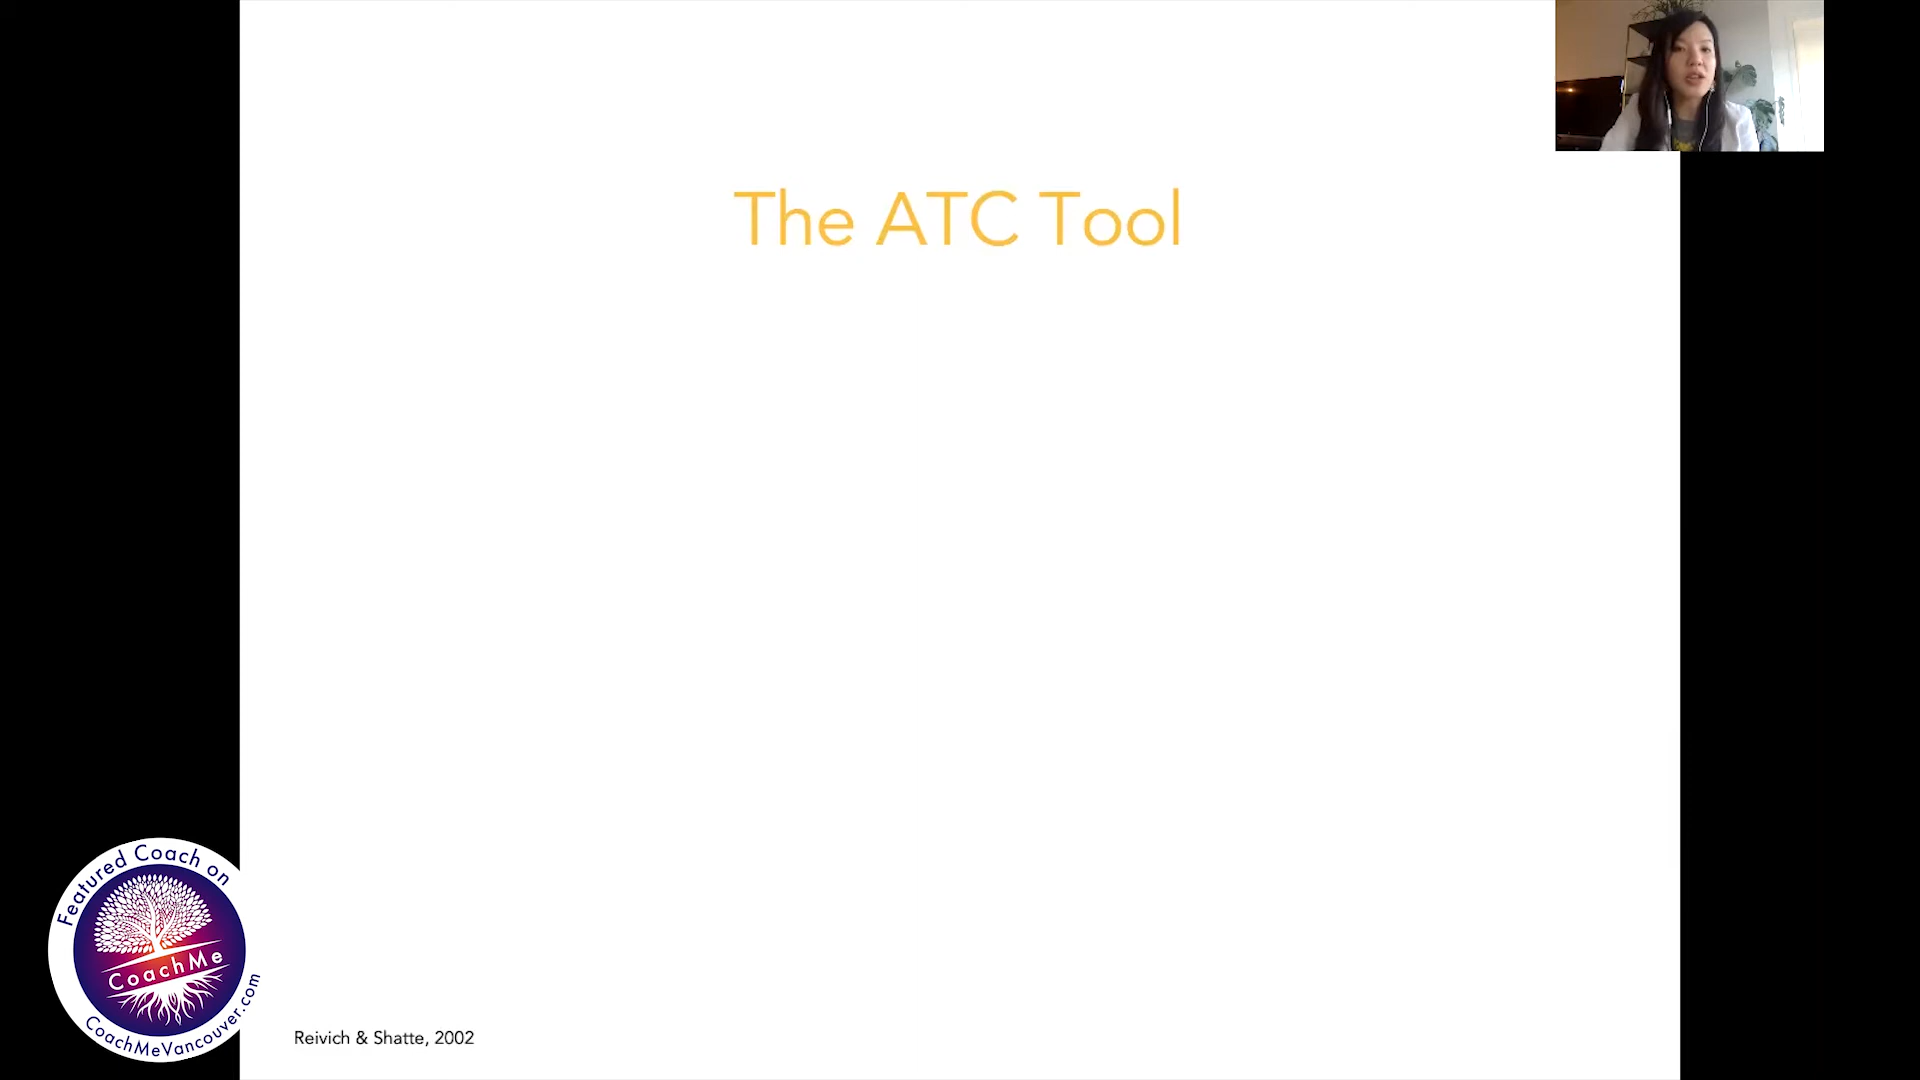 The ATC Tool
Featured Coach on
CoachMe
CoachMeVancouver.com
Reivich & Shatte, 2002